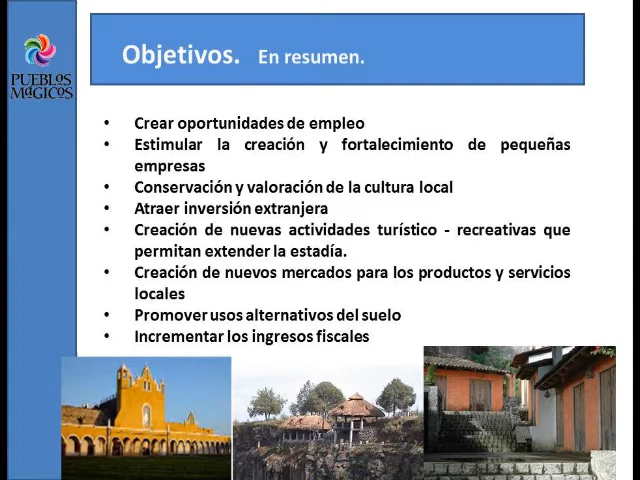 PUEBLOS
MáGICOS
Objetivos. En resumen.
• Crear oportunidades de empleo
• Estimular la creación y fortalecimiento de pequeñas
empresas
• Conservación y valoración de la cultura local
• Atraer inversión extranjera
• Creación de nuevas actividades turístico - recreativas que
permitan extender la estadía.
• Creación de nuevos mercados para los productos y servicios
locales
• Promover usos alternativos del suelo
• Incrementar los ingresos fiscales